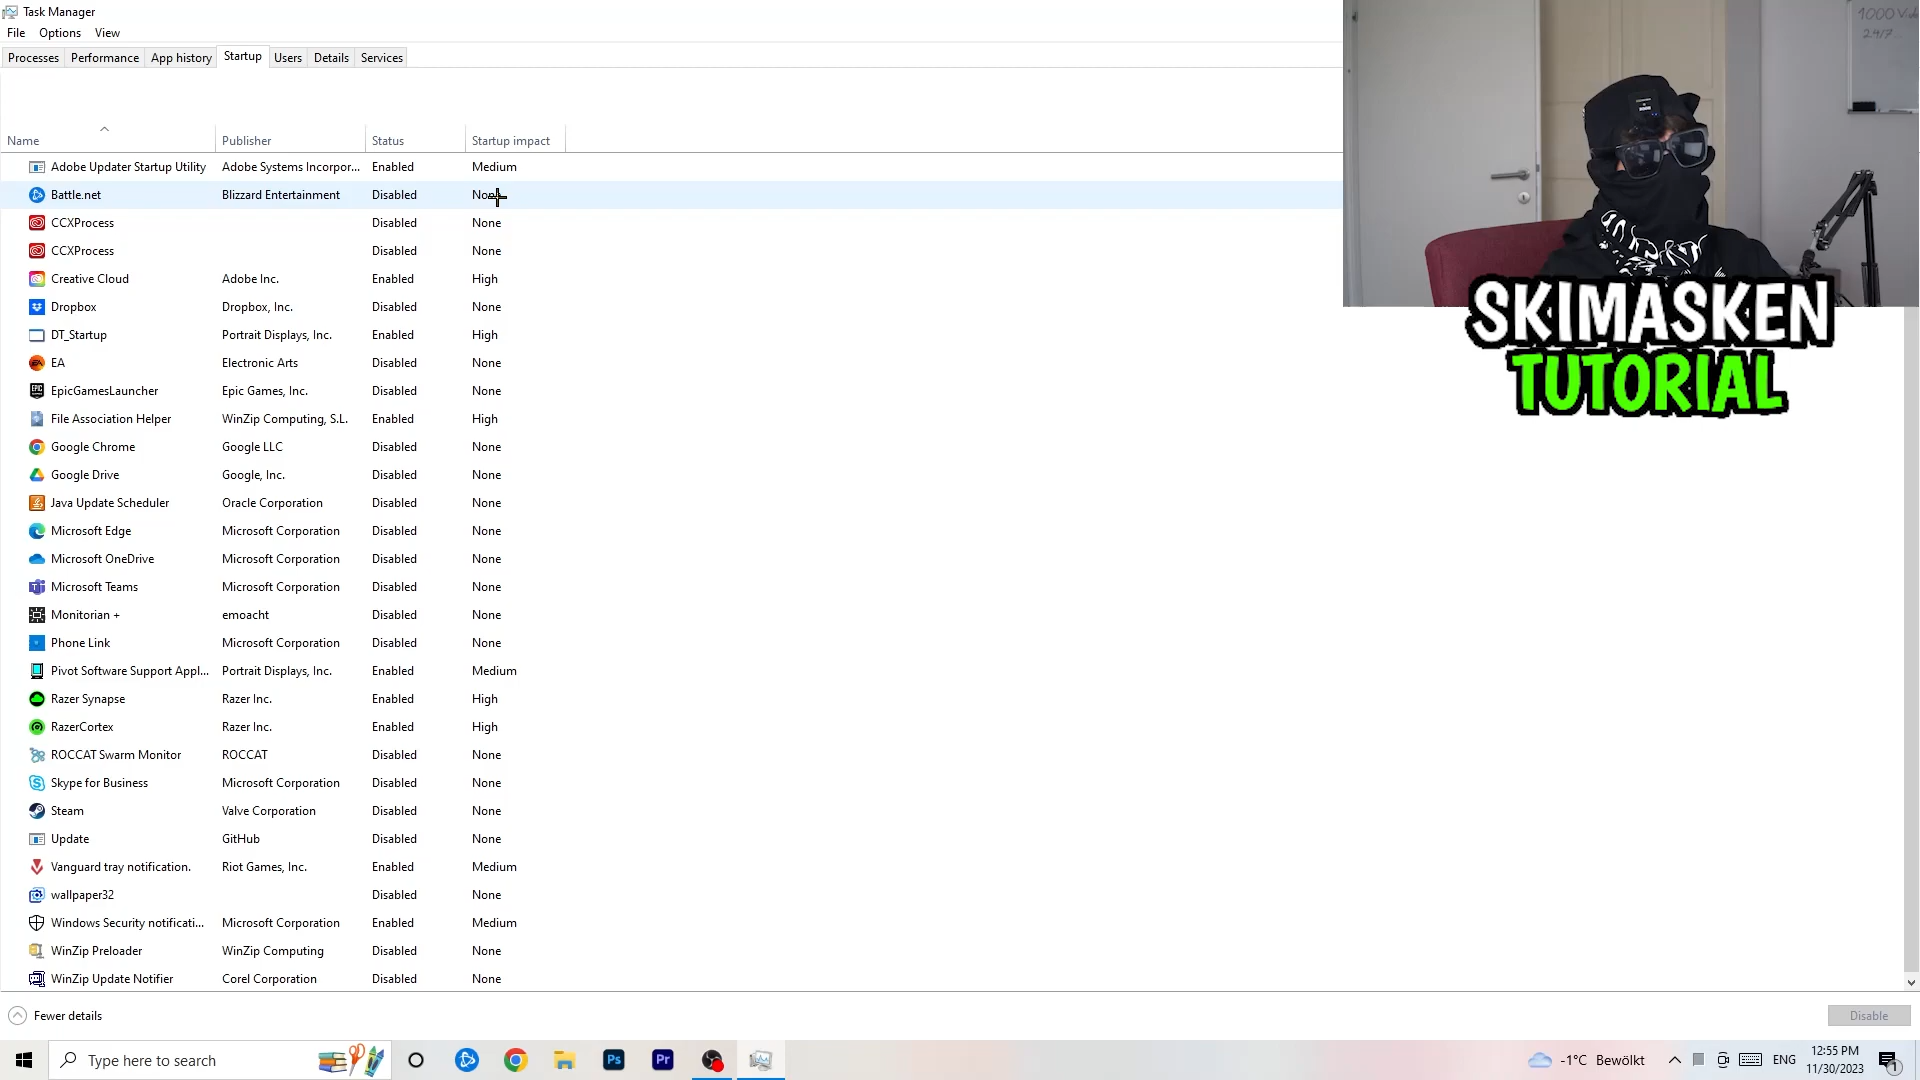 Task Manager
File Options View
Processes Performance App history Startup Users Details Services
Name Publisher Status Startup impact
Adobe Updater Startup Utility Adobe Systems Incorpor... Enabled Medium
Battle.net Blizzard Entertainment Disabled None
CCXProcess Disabled None
CCXProcess Disabled None
Creative Cloud Adobe Inc. Enabled High
Dropbox Dropbox, Inc. Disabled None
DT_Startup Portrait Displays, Inc. Enabled High
EA Electronic Arts Disabled None
EpicGamesLauncher Epic Games, Inc. Disabled None
File Association Helper WinZip Computing, S.L. Enabled High
Google Chrome Google LLC Disabled None
Google Drive Google, Inc. Disabled None
Java Update Scheduler Oracle Corporation Disabled None
Microsoft Edge Microsoft Corporation Disabled None
Microsoft OneDrive Microsoft Corporation Disabled None
Microsoft Teams Microsoft Corporation Disabled None
Monitorian + emoacht Disabled None
Phone Link Microsoft Corporation Disabled None
Pivot Software Support Appl... Portrait Displays, Inc. Enabled Medium
Razer Synapse Razer Inc. Enabled High
RazerCortex Razer Inc. Enabled High
ROCCAT Swarm Monitor ROCCAT Disabled None
Skype for Business Microsoft Corporation Disabled None
Steam Valve Corporation Disabled None
Update GitHub Disabled None
Vanguard tray notification. Riot Games, Inc. Enabled Medium
wallpaper32 Disabled None
Windows Security notificati... Microsoft Corporation Enabled Medium
WinZip Preloader WinZip Computing Disabled None
WinZip Update Notifier Corel Corporation Disabled None
1000 Vid
24/7
SKIMASKEN
TUTORIAL
Fewer details
Disable
Type here to search
Ps
Pr
-1°C Bewölkt
ENG
12:55 PM
11/30/2023
1